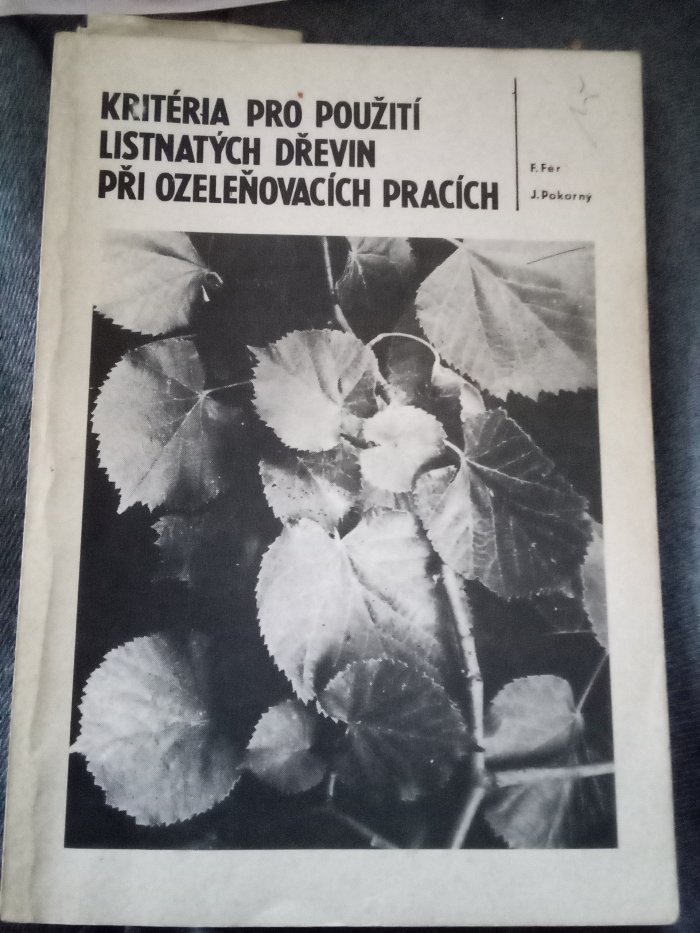 KRITÉRIA PRO POUŽITÍ
LISTNATÝCH DŘEVIN
PŘI OZELEŇOVACÍCH PRACÍCH
F. Fer
J. Pokorný